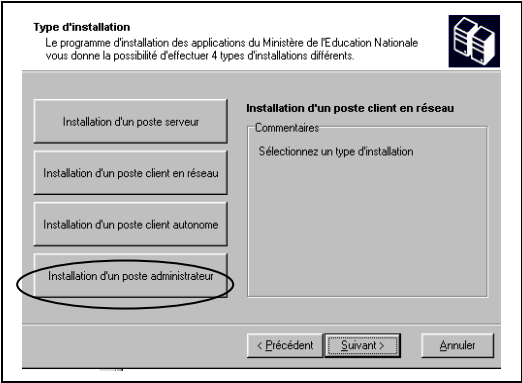 Type d'installation
Le programme d'installation des applications du Ministère de l'Education Nationale
vous donne la possibilité d'effectuer 4 types d'installations différents.
Installation d'un poste serveur
Installation d'un poste client en réseau
Installation d'un poste client autonome
Installation d'un poste administrateur
Installation d'un poste client en réseau
Commentaires
Sélectionnez un type d'installation
< Précédent
Suivant >
Annuler